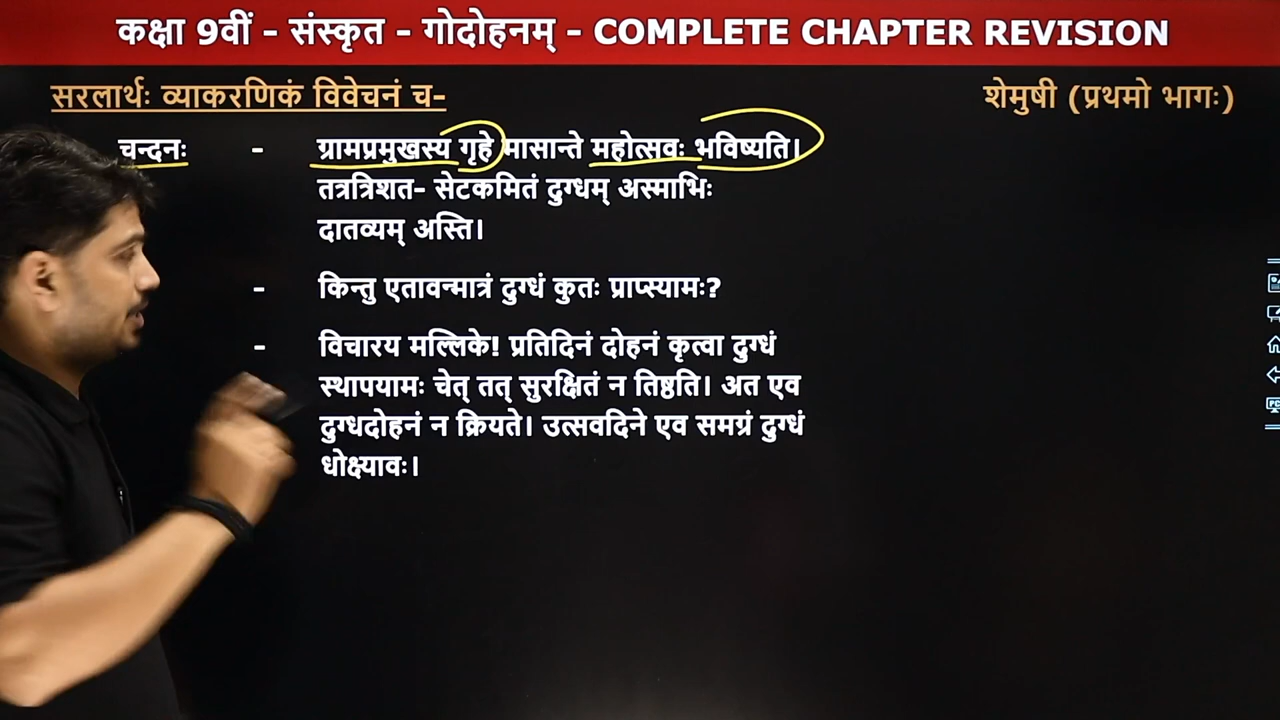 कक्षा 9वीं - संस्कृत - गोदोहनम् - COMPLETE CHAPTER REVISION
सरलार्थः व्याकरणिकं विवेचनं च-
शेमुषी (प्रथमो भागः)
चन्दनः - ग्रामप्रमुखस्य गृहे मासान्ते महोत्सवः भविष्यति।
तत्रत्रिशत- सेटकमितं दुग्धम् अस्माभिः
दातव्यम् अस्ति।
- किन्तु एतावन्मात्रं दुग्धं कुतः प्राप्स्यामः?
- विचारय मल्लिके! प्रतिदिनं दोहनं कृत्वा दुग्धं
स्थापयामः चेत् तत् सुरक्षितं न तिष्ठति। अत एव
दुग्धदोहनं न क्रियते। उत्सवदिने एव समग्रं दुग्धं
धोक्ष्यावः।